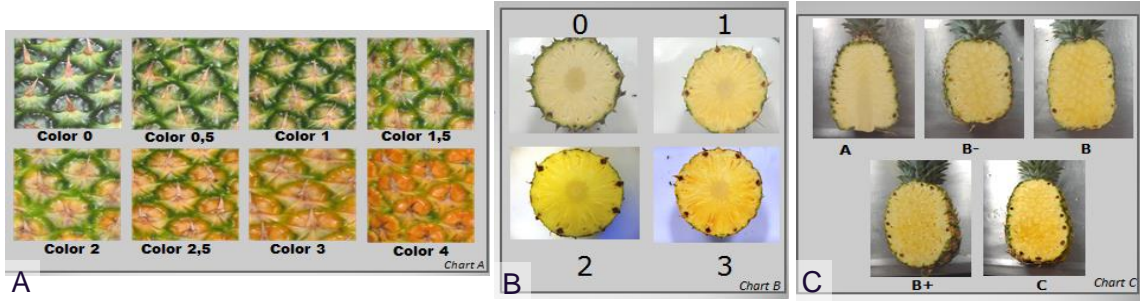 Color 0 Color 0,5 Color 1 Color 1,5
Color 2 Color 2,5 Color 3 Color 4
Chart A
A
0 1
2 3
Chart B
B
A B- B
B+ C
Chart C
C